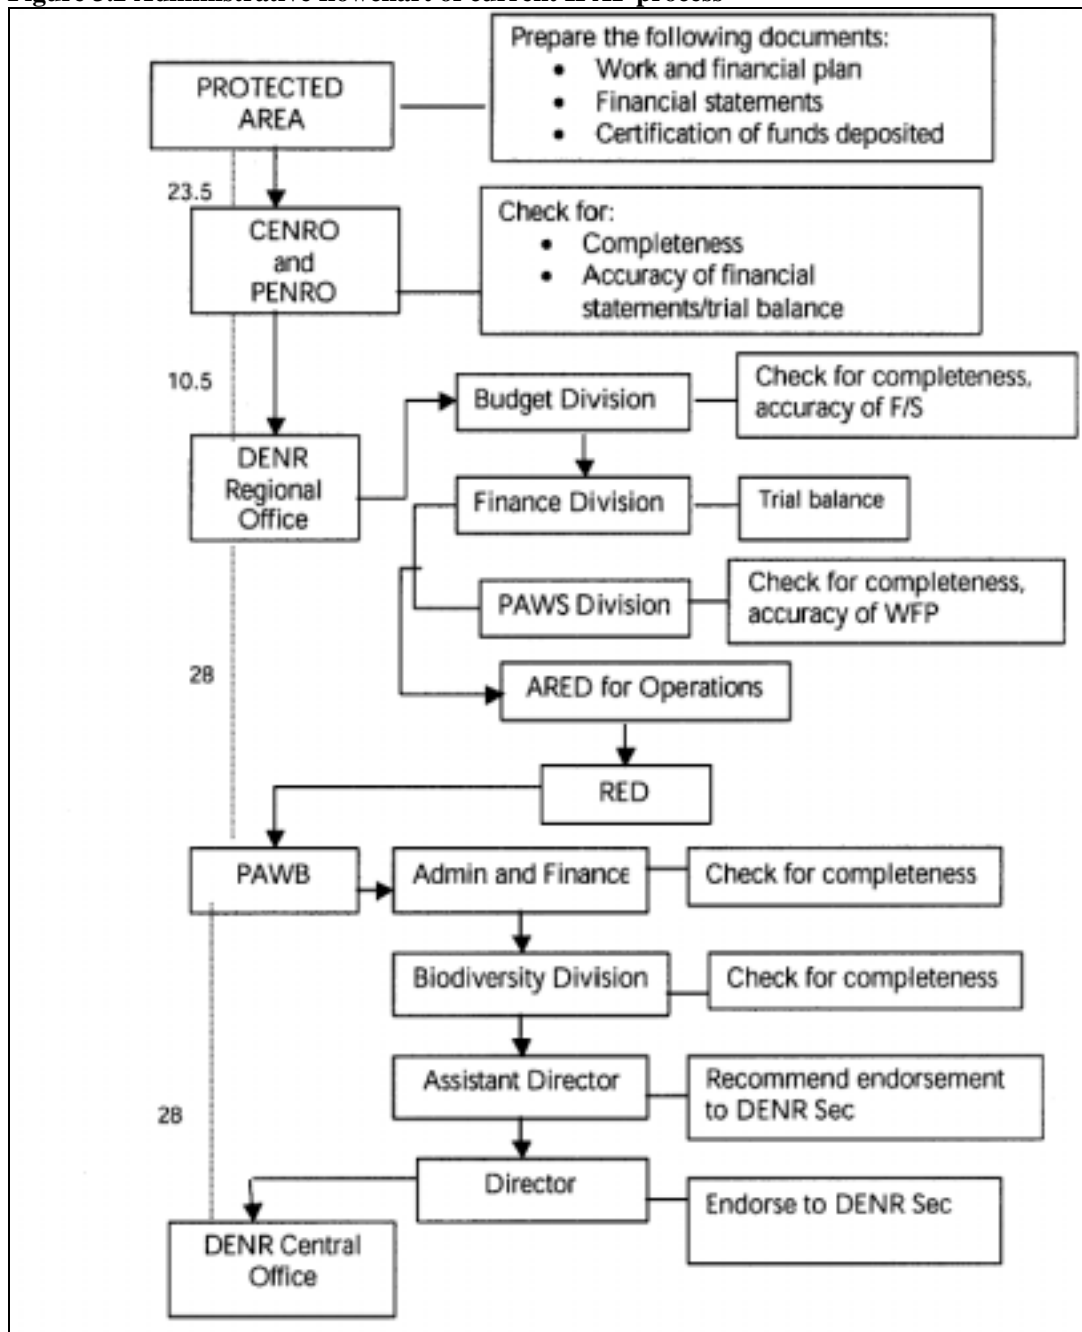 Prepare the following documents:
• Work and financial plan
• Financial statements
• Certification of funds deposited
PROTECTED
AREA
23.5
CENRO
and
PENRO
Check for:
• Completeness
• Accuracy of financial
statements/trial balance
10.5
Budget Division
Check for completeness,
accuracy of F/S
DENR
Regional
Office
Finance Division
Trial balance
PAWS Division
Check for completeness,
accuracy of WFP
28
ARED for Operations
RED
PAWB
Admin and Finance
Check for completeness
Biodiversity Division
Check for completeness
Assistant Director
Recommend endorsement
to DENR Sec
28
Director
Endorse to DENR Sec
DENR Central
Office